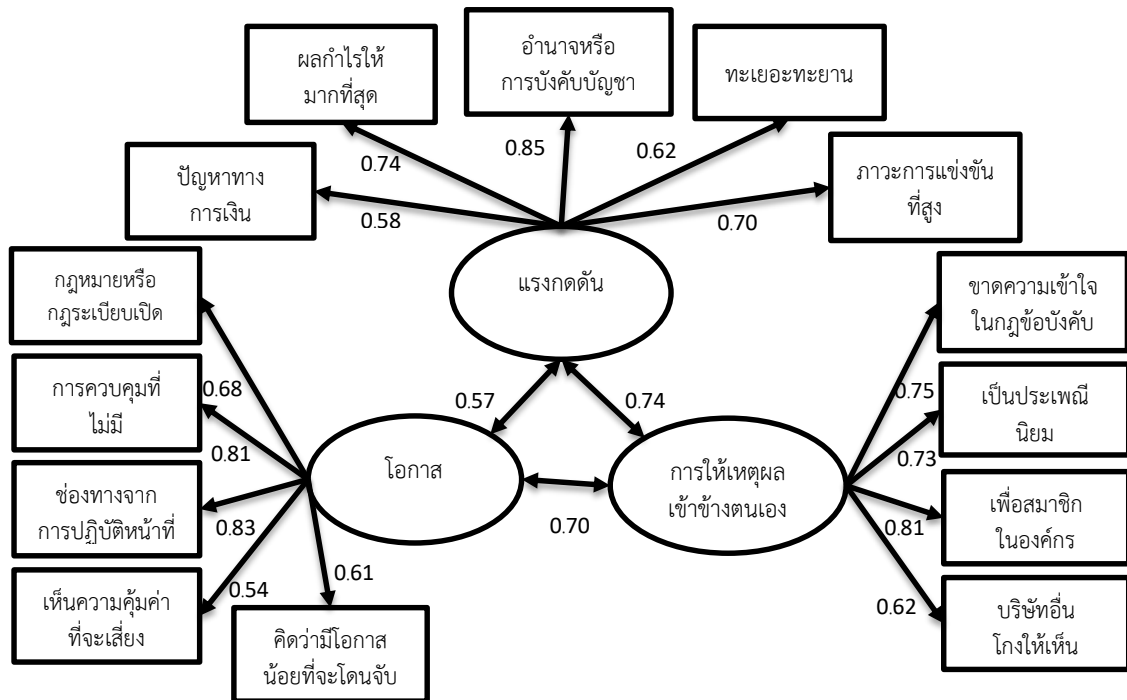 ผลกำไรให้
มากที่สุด
อำนาจหรือ
การบังคับบัญชา
ทะเยอะทะยาน
ปัญหาทาง
การเงิน
ภาวะการแข่งขัน
ที่สูง
0.74
0.85
0.62
0.58
0.70
แรงกดดัน
กฎหมายหรือ
กฎระเบียบเปิด
การควบคุมที่
ไม่มี
ช่องทางจาก
การปฏิบัติหน้าที่
เห็นความคุ้มค่า
ที่จะเสี่ยง
คิดว่ามีโอกาส
น้อยที่จะโดนจับ
0.68
0.81
0.83
0.54
0.61
โอกาส
0.57
0.74
0.70
การให้เหตุผล
เข้าข้างตนเอง
ขาดความเข้าใจ
ในกฎข้อบังคับ
เป็นประเพณี
นิยม
เพื่อสมาชิก
ในองค์กร
บริษัทอื่น
โกงให้เห็น
0.75
0.73
0.81
0.62